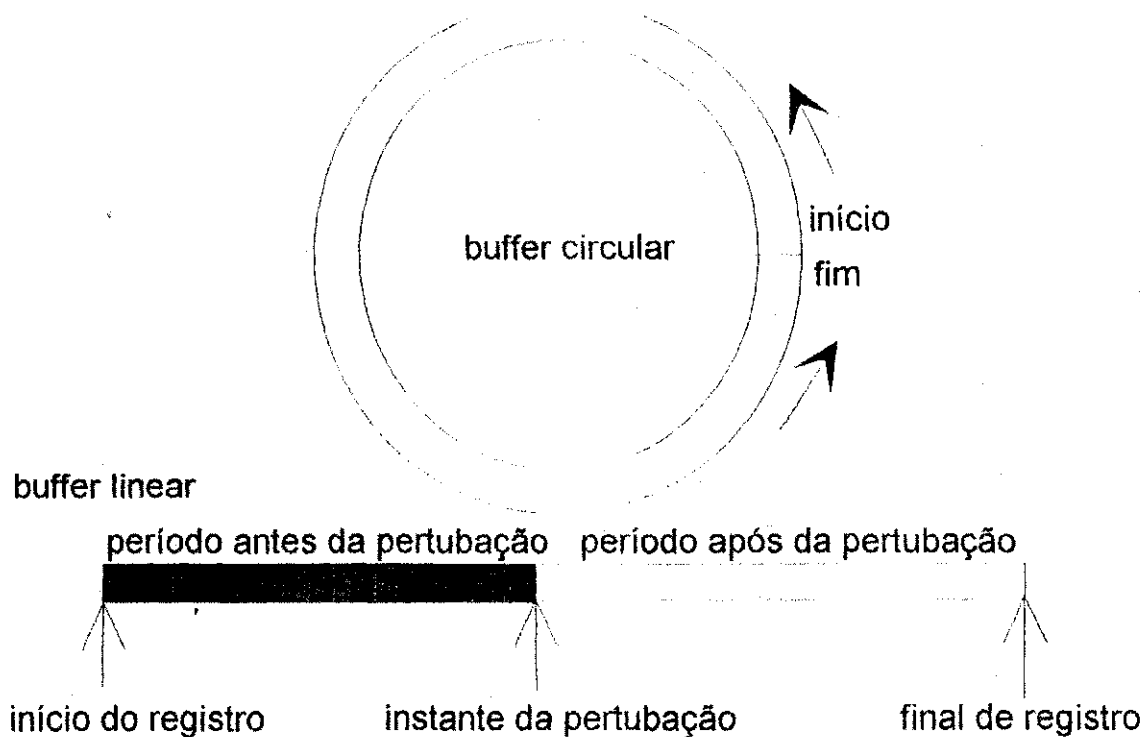 início
buffer circular
fim
buffer linear
período antes da pertubação
período após da pertubação
início do registro
instante da pertubação
final de registro